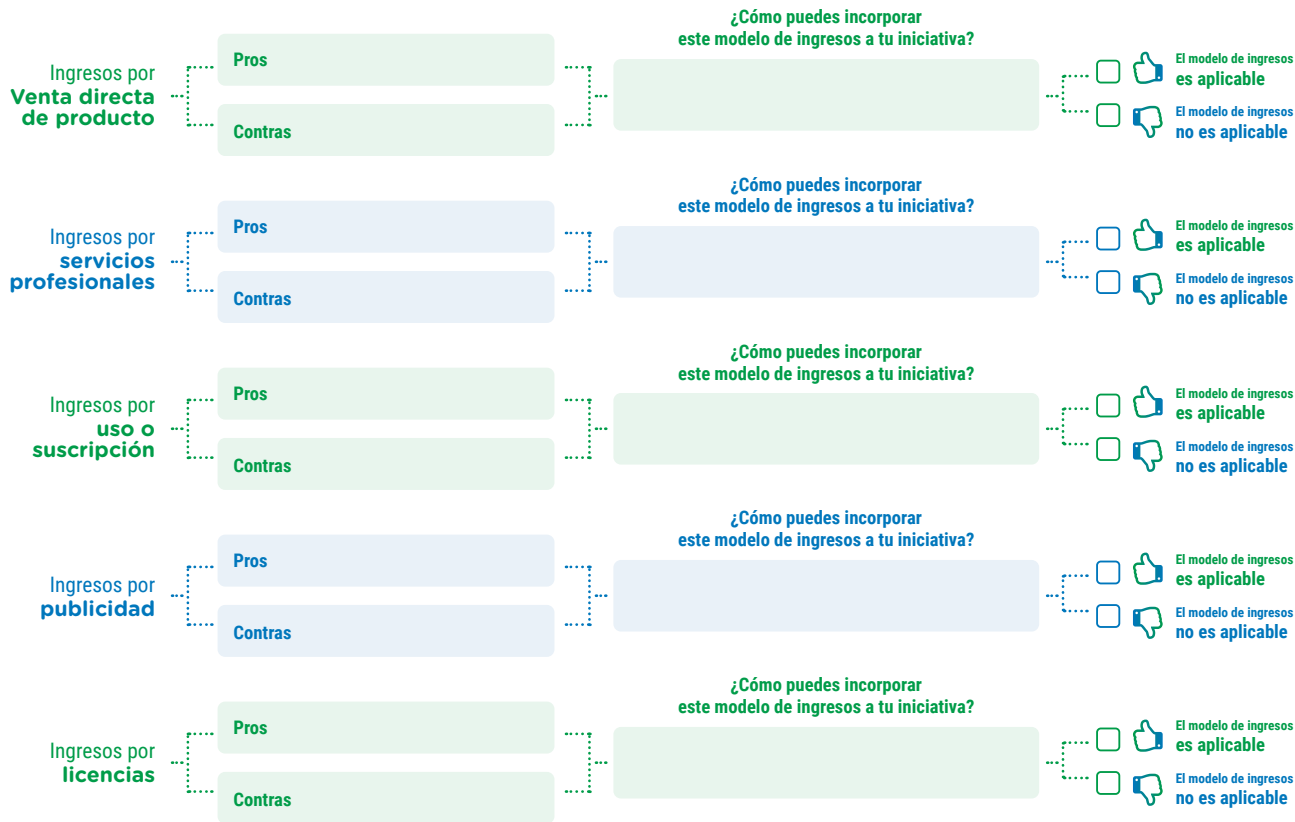 Ingresos por
Venta directa
de producto
Pros
Contras
¿Cómo puedes incorporar
este modelo de ingresos a tu iniciativa?
El modelo de ingresos
es aplicable
El modelo de ingresos
no es aplicable
Ingresos por
servicios
profesionales
Pros
Contras
¿Cómo puedes incorporar
este modelo de ingresos a tu iniciativa?
El modelo de ingresos
es aplicable
El modelo de ingresos
no es aplicable
Ingresos por
uso o
suscripción
Pros
Contras
¿Cómo puedes incorporar
este modelo de ingresos a tu iniciativa?
El modelo de ingresos
es aplicable
El modelo de ingresos
no es aplicable
Ingresos por
publicidad
Pros
Contras
¿Cómo puedes incorporar
este modelo de ingresos a tu iniciativa?
El modelo de ingresos
es aplicable
El modelo de ingresos
no es aplicable
Ingresos por
licencias
Pros
Contras
¿Cómo puedes incorporar
este modelo de ingresos a tu iniciativa?
El modelo de ingresos
es aplicable
El modelo de ingresos
no es aplicable